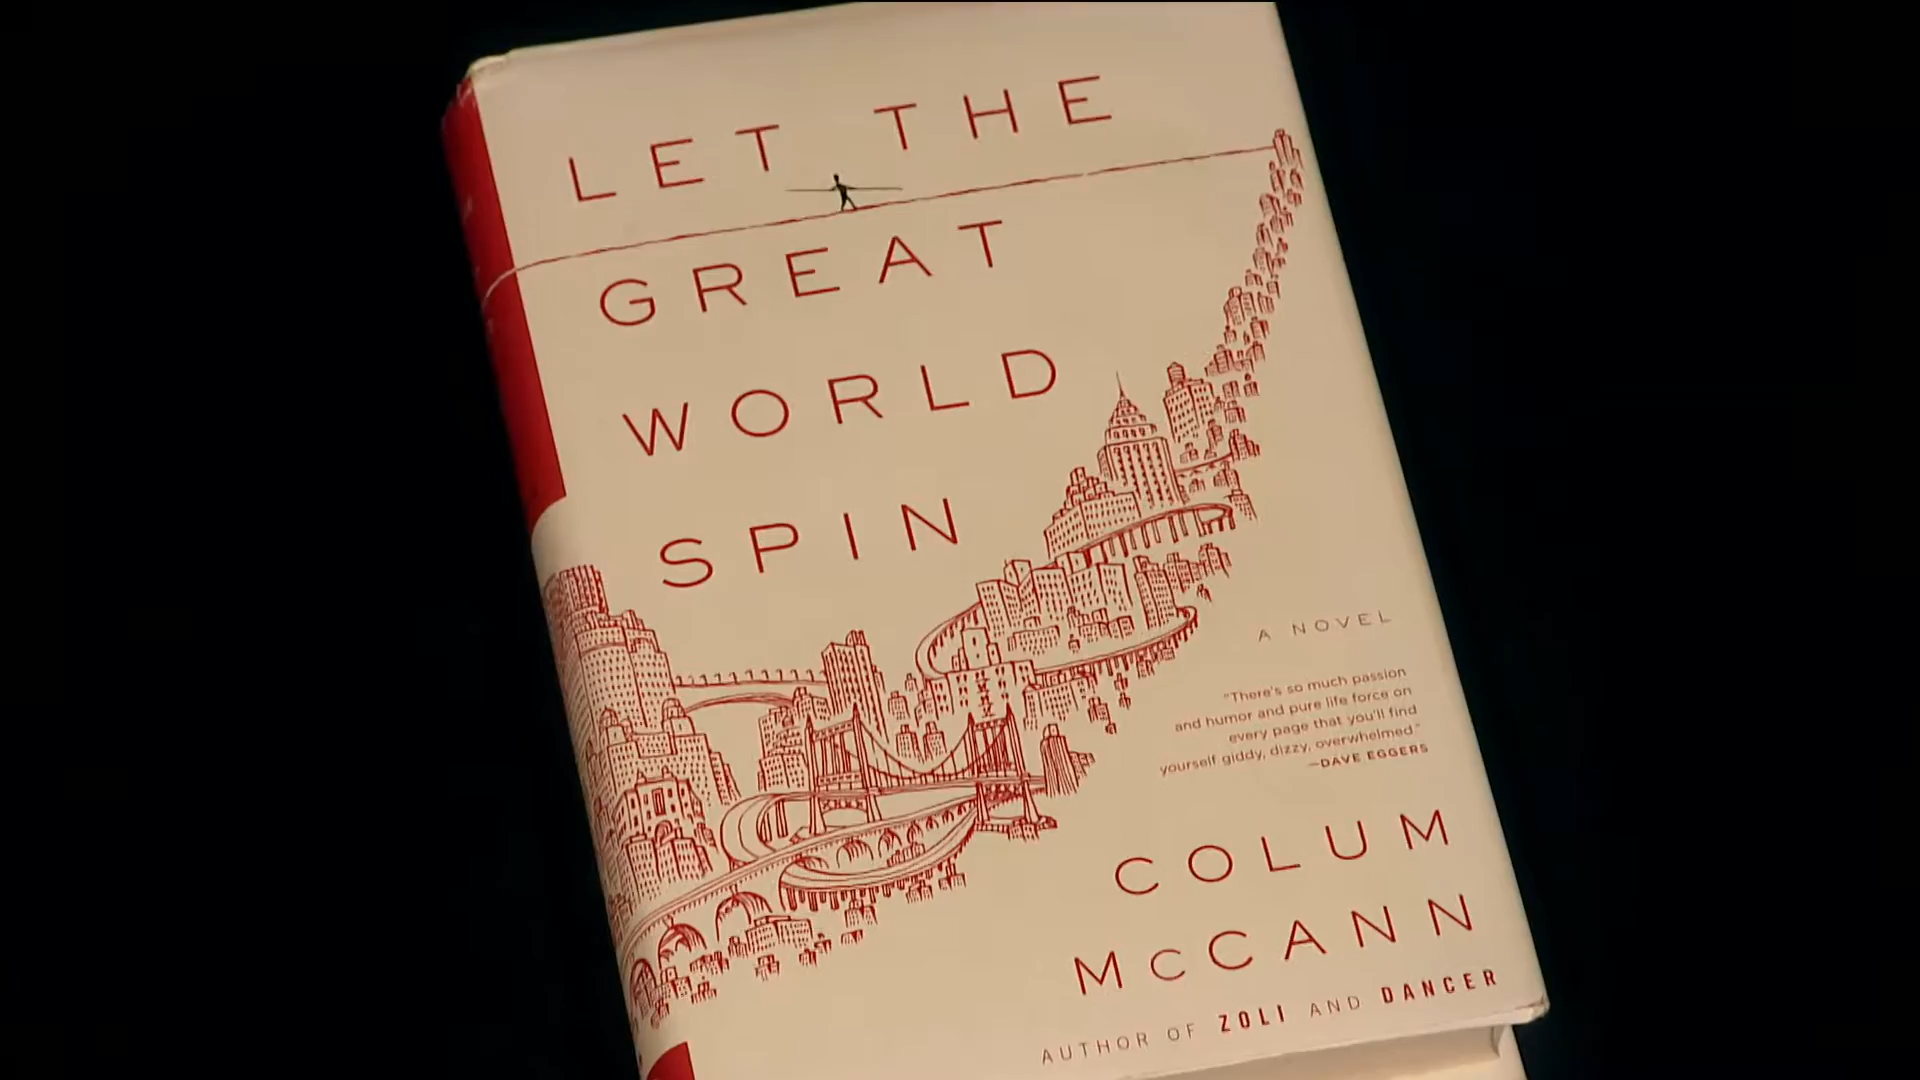 LET THE
GREAT
WORLD
SPIN
A NOVEL
"There's so much passion
and humor and pure life force on
every page that you'll find
yourself giddy, dizzy, overwhelmed."
—DAVE EGGERS
COLUM
McCANN
AUTHOR OF ZOLI AND DANCER